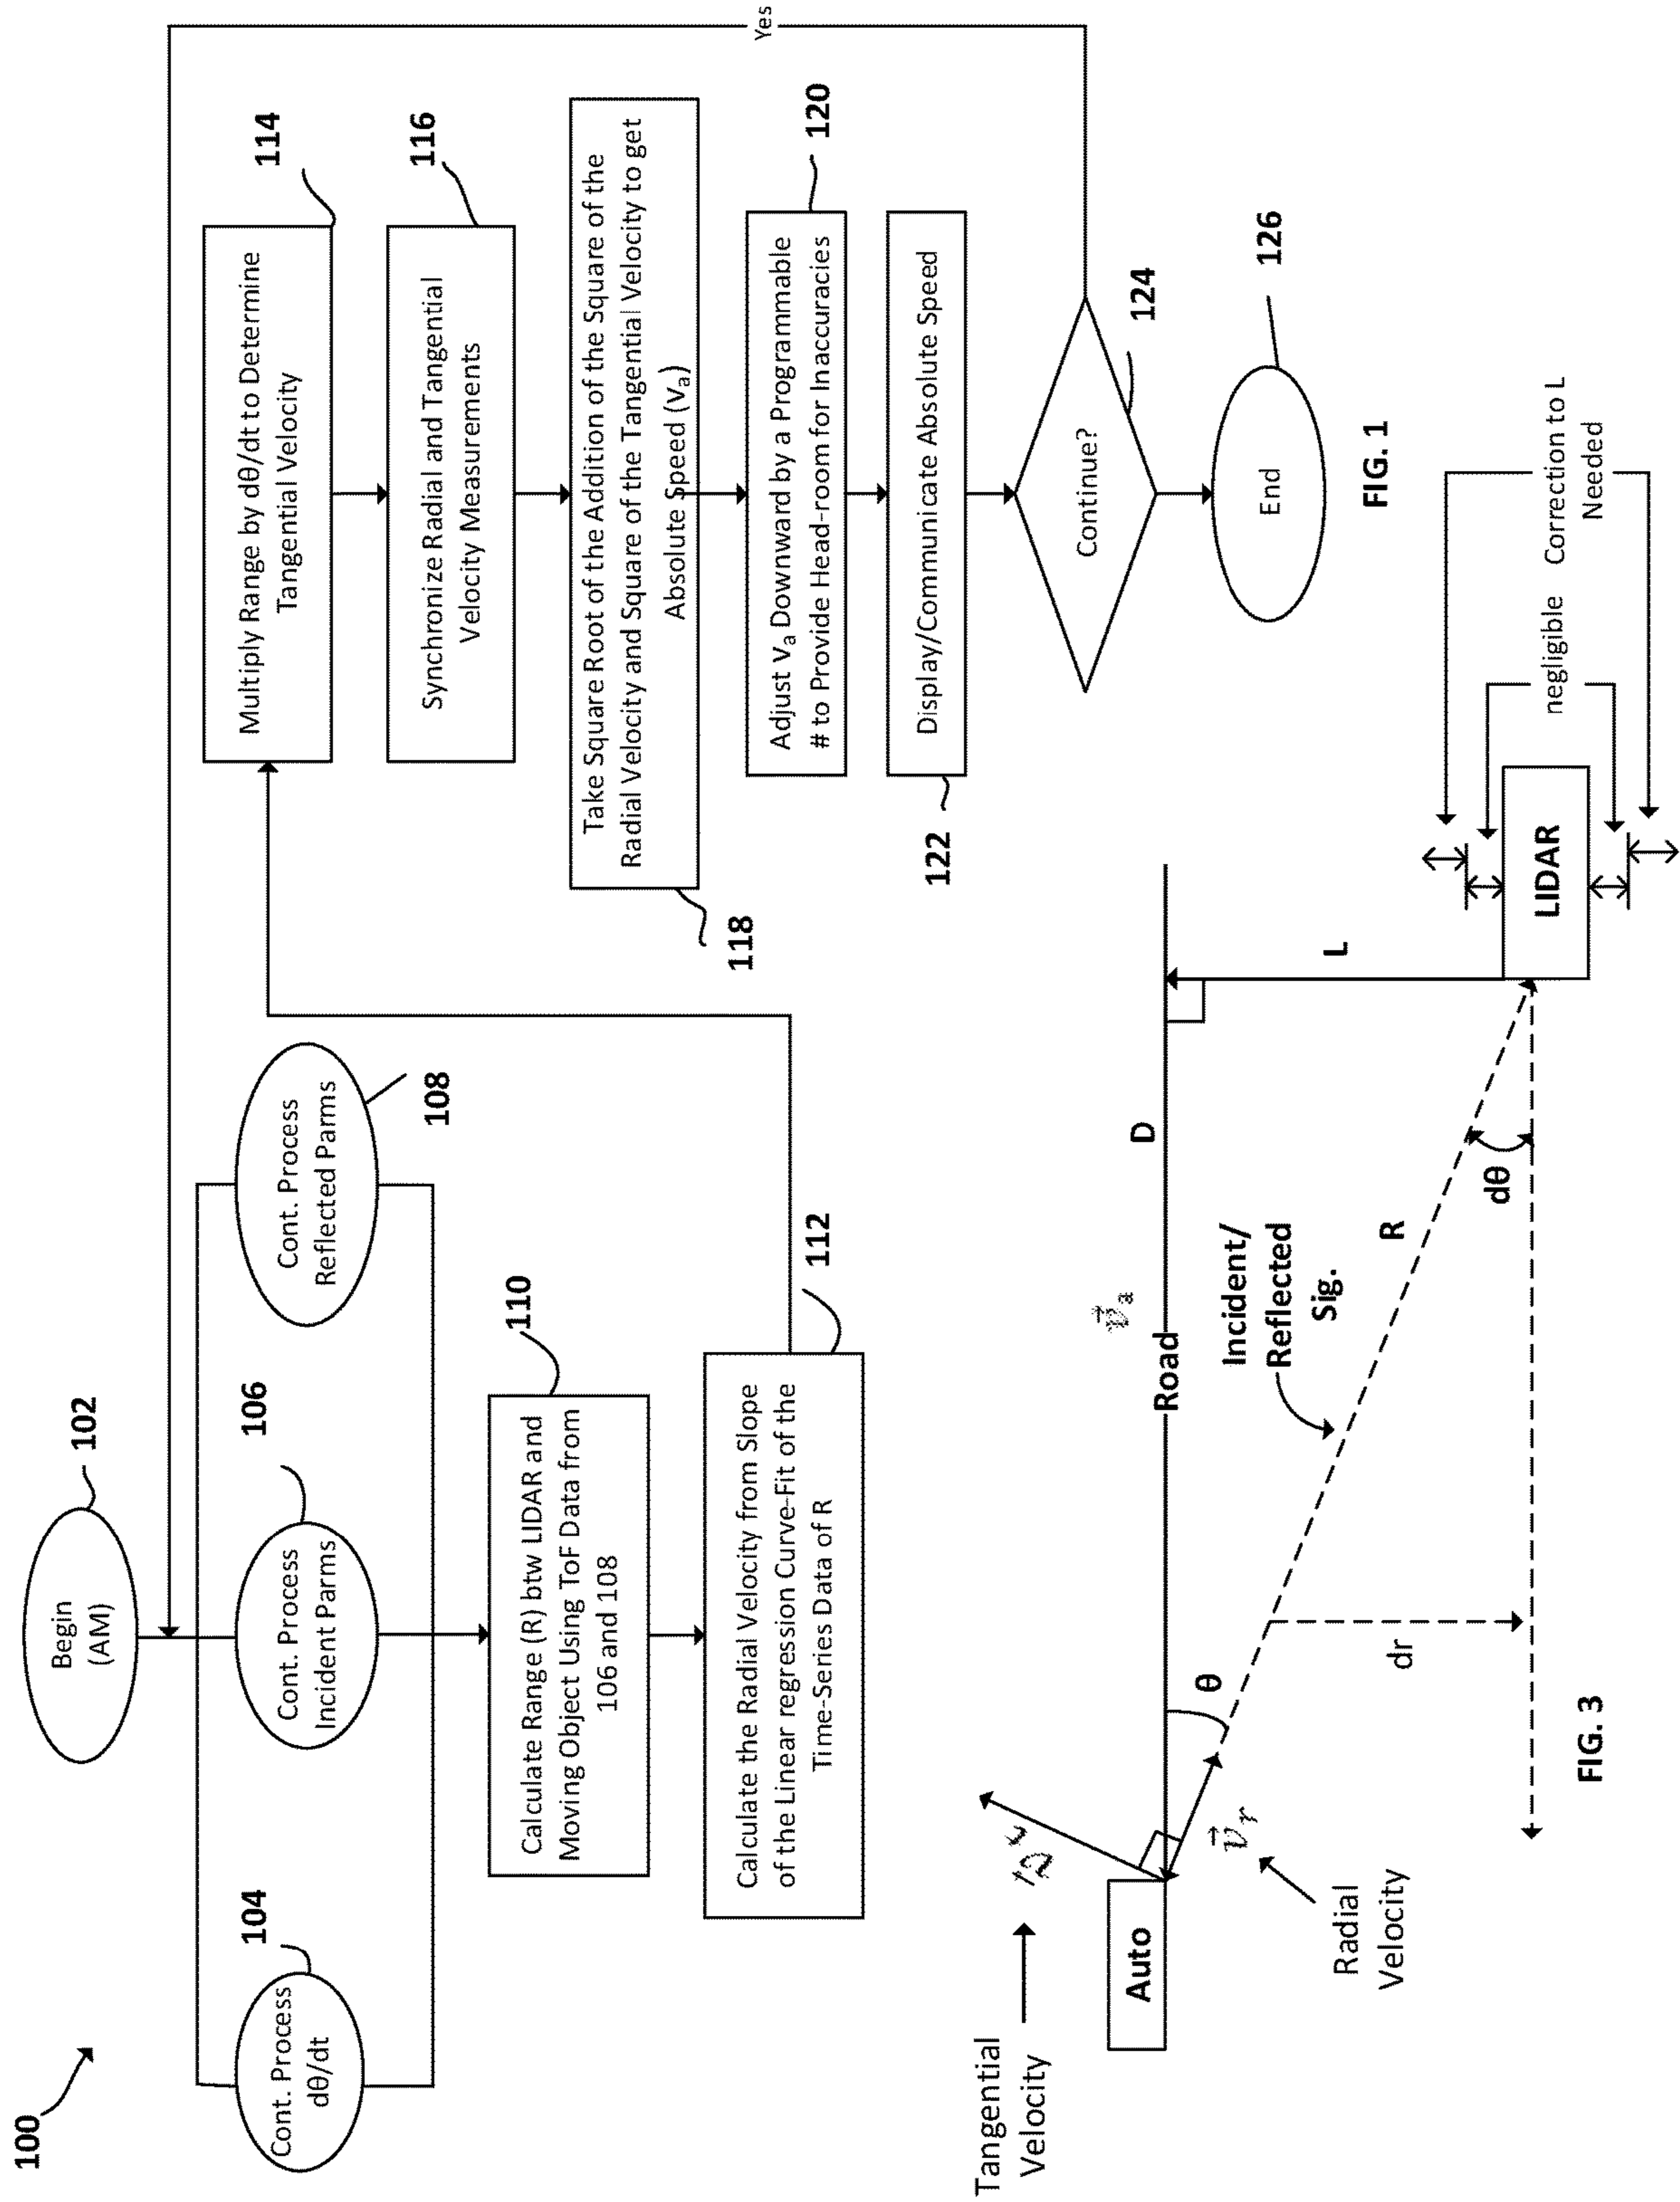 100
Begin
(AM)
102
Cont. Process
dθ/dt
104
Cont. Process
Incident Parms
106
Cont. Process
Reflected Parms
108
Calculate Range (R) btw LIDAR and
Moving Object Using ToF Data from
106 and 108
110
Calculate the Radial Velocity from Slope
of the Linear regression Curve-Fit of the
Time-Series Data of R
112
Multiply Range by dθ/dt to Determine
Tangential Velocity
114
Synchronize Radial and Tangential
Velocity Measurements
116
Take Square Root of the Addition of the Square of the
Radial Velocity and Square of the Tangential Velocity to get
Absolute Speed (vₐ)
118
Adjust vₐ Downward by a Programmable
# to Provide Head-room for Inaccuracies
120
Display/Communicate Absolute Speed
122
Continue?
124
Yes
End
126
FIG. 1
Tangential
Velocity
Auto
v⃗ₜ
v⃗ᵣ
Radial
Velocity
θ
Road
v⃗ₐ
D
Incident/
Reflected
Sig.
R
dr
dθ
L
LIDAR
negligible
Correction to L
Needed
FIG. 3